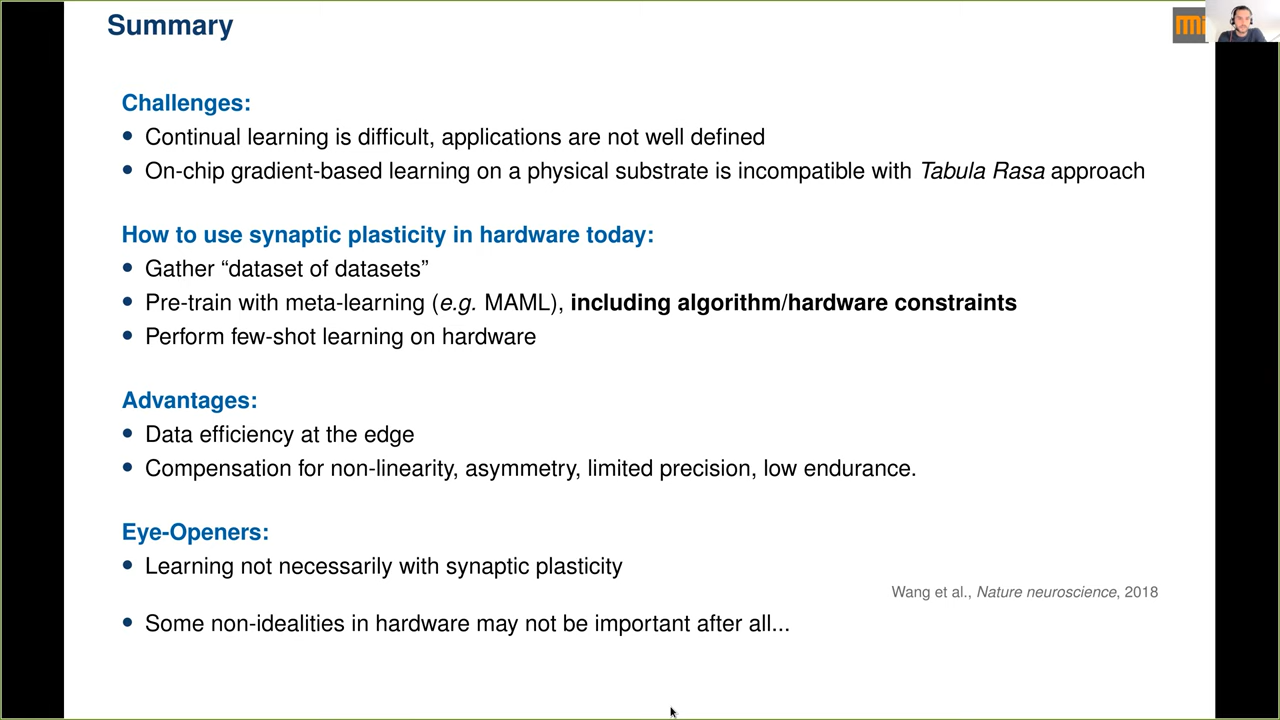 Summary
Challenges:
• Continual learning is difficult, applications are not well defined
• On-chip gradient-based learning on a physical substrate is incompatible with Tabula Rasa approach
How to use synaptic plasticity in hardware today:
• Gather “dataset of datasets”
• Pre-train with meta-learning (e.g. MAML), including algorithm/hardware constraints
• Perform few-shot learning on hardware
Advantages:
• Data efficiency at the edge
• Compensation for non-linearity, asymmetry, limited precision, low endurance.
Eye-Openers:
• Learning not necessarily with synaptic plasticity
Wang et al., Nature neuroscience, 2018
• Some non-idealities in hardware may not be important after all...